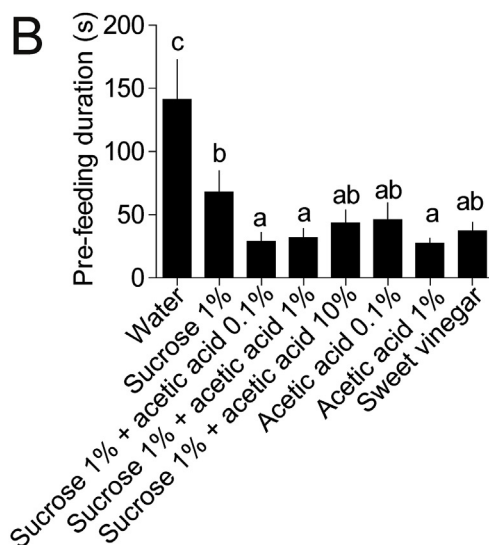 B
Pre-feeding duration (s)
200
150
100
50
0
c
b
a
a
ab
ab
a
ab
Water
Sucrose 1%
Sucrose 1% + acetic acid 0.1%
Sucrose 1% + acetic acid 1%
Sucrose 1% + acetic acid 10%
Acetic acid 0.1%
Acetic acid 1%
Sweet vinegar